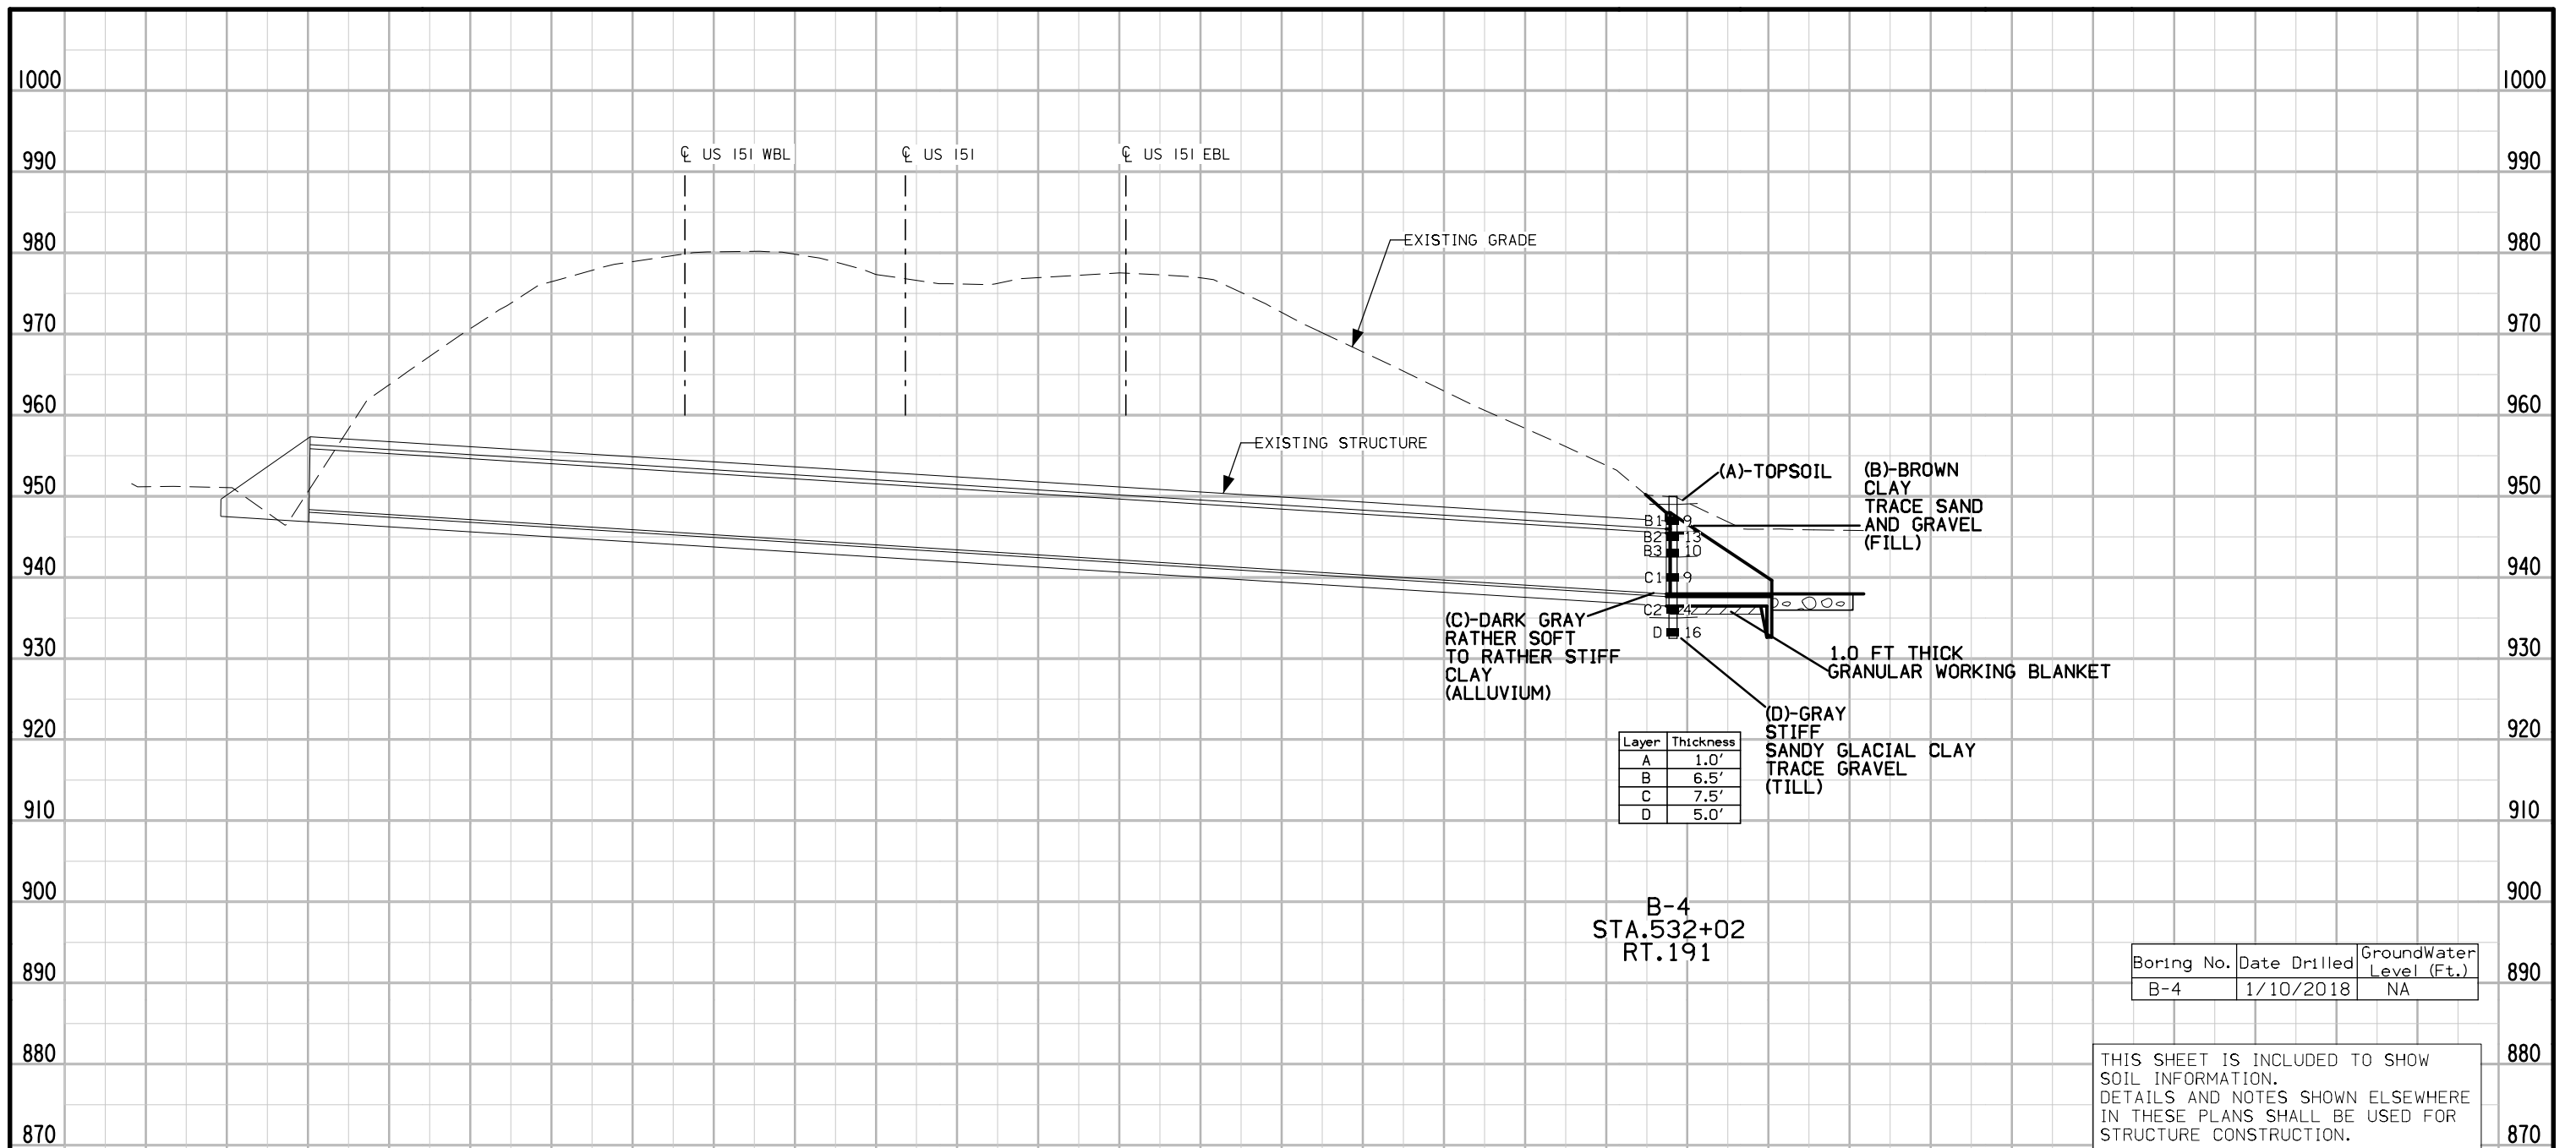 1000 1000
990 990
980 980
970 970
960 960
950 950
940 940
930 930
920 920
910 910
900 900
890 890
880 880
870 870
℄ US 151 WBL
℄ US 151
℄ US 151 EBL
EXISTING GRADE
EXISTING STRUCTURE
(A)-TOPSOIL
(B)-BROWN
CLAY
TRACE SAND
AND GRAVEL
(FILL)
B1 9
B2 13
B3 10
C1 9
C2 24
D 16
(C)-DARK GRAY
RATHER SOFT
TO RATHER STIFF
CLAY
(ALLUVIUM)
1.0 FT THICK
GRANULAR WORKING BLANKET
(D)-GRAY
STIFF
SANDY GLACIAL CLAY
TRACE GRAVEL
(TILL)
Layer Thickness
A 1.0'
B 6.5'
C 7.5'
D 5.0'
B-4
STA.532+02
RT.191
Boring No. Date Drilled GroundWater
Level (Ft.)
B-4 1/10/2018 NA
THIS SHEET IS INCLUDED TO SHOW
SOIL INFORMATION.
DETAILS AND NOTES SHOWN ELSEWHERE
IN THESE PLANS SHALL BE USED FOR
STRUCTURE CONSTRUCTION.